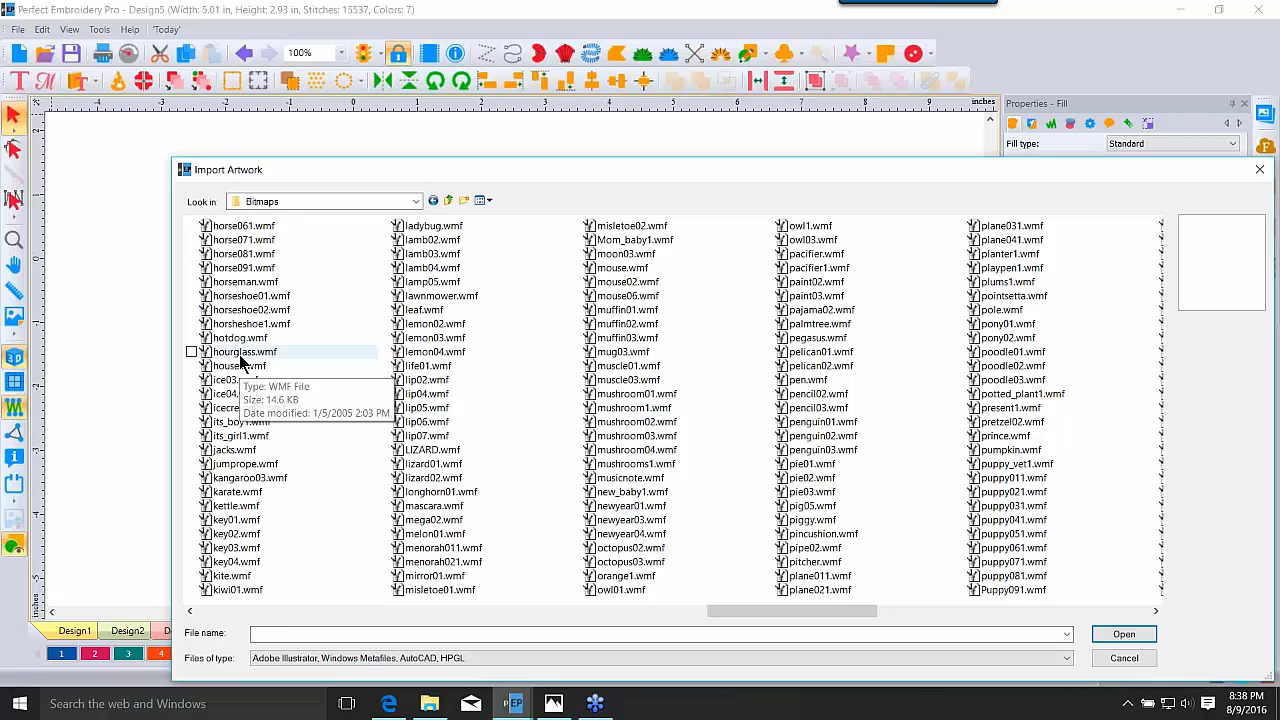 Perfect Embroidery Pro - Design5 (Width: 5.01 in, Height: 2.93 in, Stitches: 15537, Colors: 7)
File Edit View Tools Help 'Today'
100%
-4 -3 -2 -1 0 1 2 3 4 5 6 7 8 9 inches
Properties - Fill
Fill type: Standard
Import Artwork
Look in: Bitmaps
horse061.wmf
horse071.wmf
horse081.wmf
horse091.wmf
horseman.wmf
horseshoe01.wmf
horseshoe02.wmf
horsheshoe1.wmf
hotdog.wmf
hourglass.wmf
Type: WMF File
Size: 14.6 KB
Date modified: 1/5/2005 2:03 PM
its_girl1.wmf
jacks.wmf
jumprope.wmf
kangaroo03.wmf
karate.wmf
kettle.wmf
key01.wmf
key02.wmf
key03.wmf
key04.wmf
kite.wmf
kiwi01.wmf
ladybug.wmf
lamb02.wmf
lamb03.wmf
lamb04.wmf
lamp05.wmf
lawnmower.wmf
leaf.wmf
lemon02.wmf
lemon03.wmf
lemon04.wmf
life01.wmf
lip02.wmf
lip04.wmf
lip05.wmf
lip06.wmf
lip07.wmf
LIZARD.wmf
lizard01.wmf
lizard02.wmf
longhorn01.wmf
mascara.wmf
mega02.wmf
melon01.wmf
menorah011.wmf
menorah021.wmf
mirror01.wmf
misletoe01.wmf
misletoe02.wmf
Mom_baby1.wmf
moon03.wmf
mouse.wmf
mouse02.wmf
mouse06.wmf
muffin01.wmf
muffin02.wmf
muffin03.wmf
mug03.wmf
muscle01.wmf
muscle03.wmf
mushroom01.wmf
mushroom1.wmf
mushroom02.wmf
mushroom03.wmf
mushroom04.wmf
mushrooms1.wmf
musicnote.wmf
new_baby1.wmf
newyear01.wmf
newyear03.wmf
newyear04.wmf
octopus02.wmf
octopus03.wmf
orange1.wmf
owl01.wmf
owl1.wmf
owl03.wmf
pacifier.wmf
pacifier1.wmf
paint02.wmf
paint03.wmf
pajama02.wmf
palmtree.wmf
pegasus.wmf
pelican01.wmf
pelican02.wmf
pen.wmf
pencil02.wmf
pencil03.wmf
penguin01.wmf
penguin02.wmf
penguin03.wmf
pie01.wmf
pie02.wmf
pie03.wmf
pig05.wmf
piggy.wmf
pincushion.wmf
pipe02.wmf
pitcher.wmf
plane011.wmf
plane021.wmf
plane031.wmf
plane041.wmf
planter1.wmf
playpen1.wmf
plums1.wmf
pointsetta.wmf
pole.wmf
pony01.wmf
pony02.wmf
poodle01.wmf
poodle02.wmf
poodle03.wmf
potted_plant1.wmf
present1.wmf
pretzel02.wmf
prince.wmf
pumpkin.wmf
puppy_vet1.wmf
puppy011.wmf
puppy021.wmf
puppy031.wmf
puppy041.wmf
puppy051.wmf
puppy061.wmf
puppy071.wmf
puppy081.wmf
Puppy091.wmf
File name: Open
Files of type: Adobe Illustrator, Windows Metafiles, AutoCAD, HPGL Cancel
Design1 Design2 D
1 2 3 4
Search the web and Windows
8:38 PM
8/9/2016